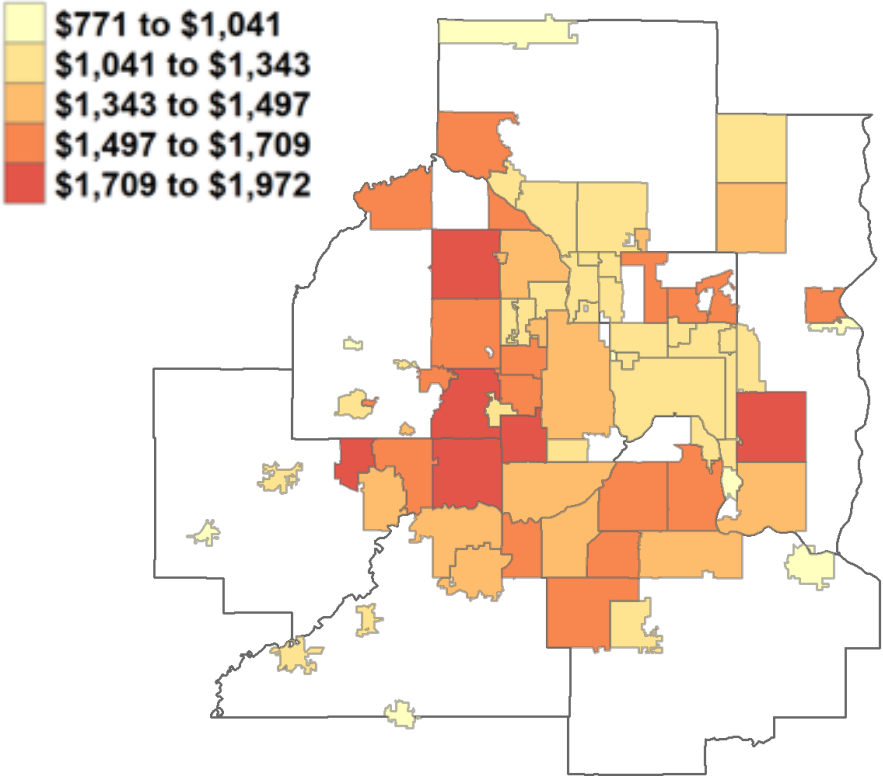 $771 to $1,041
$1,041 to $1,343
$1,343 to $1,497
$1,497 to $1,709
$1,709 to $1,972